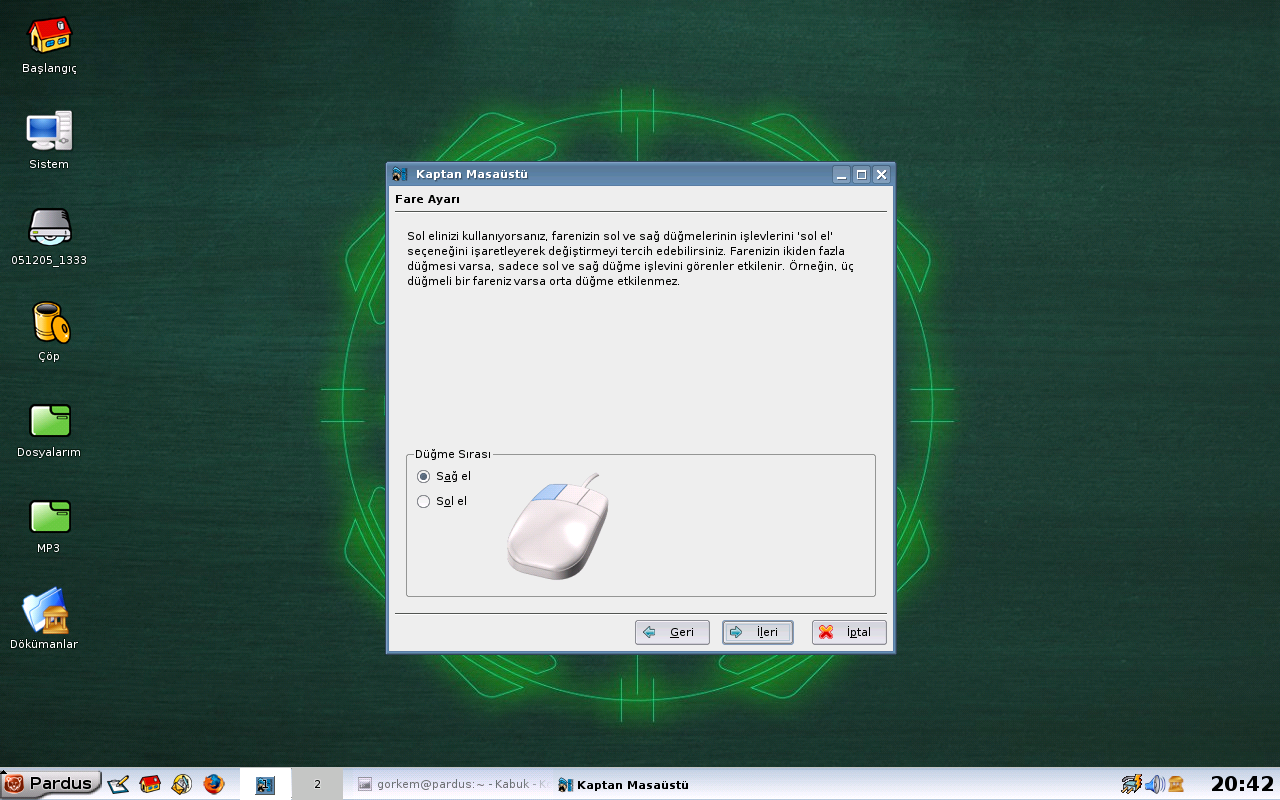 Başlangıç
Sistem
051205_1333
Çöp
Dosyalarım
MP3
Dökümanlar
Kaptan Masaüstü
Fare Ayarı
Sol elinizi kullanıyorsanız, farenizin sol ve sağ düğmelerinin işlevlerini 'sol el'
seçeneğini işaretleyerek değiştirmeyi tercih edebilirsiniz. Farenizin ikiden fazla
düğmesi varsa, sadece sol ve sağ düğme işlevini görenler etkilenir. Örneğin, üç
düğmeli bir fareniz varsa orta düğme etkilenmez.
Düğme Sırası
Sağ el
Sol el
Geri
İleri
İptal
Pardus
2
gorkem@pardus:~ - Kabuk -
Kaptan Masaüstü
20:42